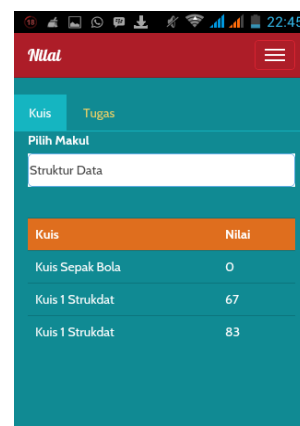 18 22:45
Nilai
Kuis Tugas
Pilih Makul
Struktur Data
Kuis Nilai
Kuis Sepak Bola 0
Kuis 1 Strukdat 67
Kuis 1 Strukdat 83